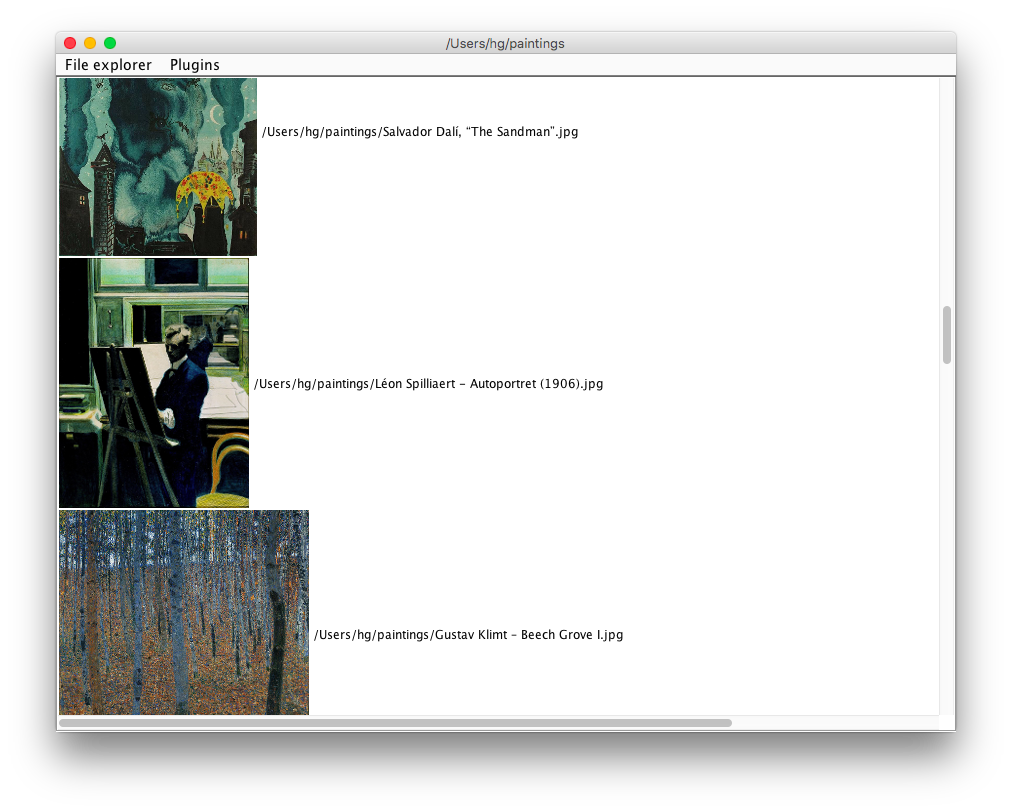 /Users/hg/paintings
File explorer Plugins
/Users/hg/paintings/Salvador Dalí, “The Sandman”.jpg
/Users/hg/paintings/Léon Spilliaert – Autoportret (1906).jpg
/Users/hg/paintings/Gustav Klimt – Beech Grove I.jpg